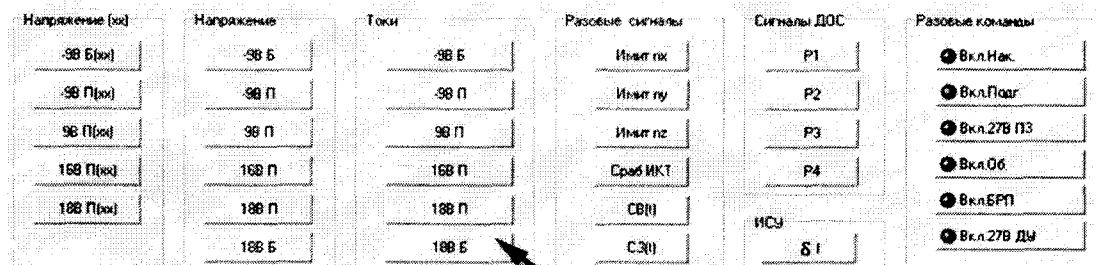 Напряжение (хх)
-9В Б(хх)
-9В П(хх)
9В П(хх)
16В П(хх)
18В П(хх)
Напряжение
-9В Б
-9В П
9В П
16В П
18В П
18В Б
Токи
-9В Б
-9В П
9В П
16В П
18В П
18В Б
Разовые сигналы
Имит nx
Имит ny
Имит nz
Сраб ИКТ
СВ(t)
СЗ(t)
Сигналы ДОС
Р1
Р2
Р3
Р4
ИСУ
δ I
Разовые команды
Вкл.Нак.
Вкл.Подг
Вкл.27В ПЗ
Вкл.Об.
Вкл.БРП
Вкл.27В ДУ